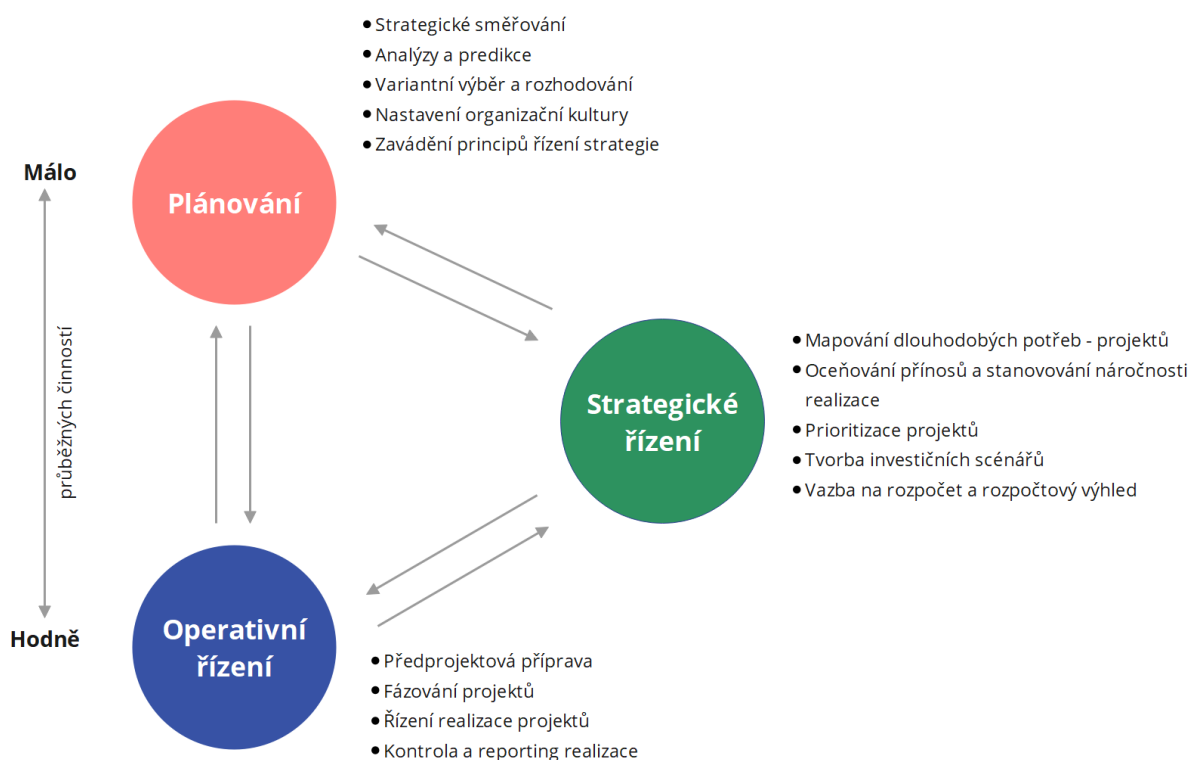 Strategické směřování
Analýzy a predikce
Variantní výběr a rozhodování
Nastavení organizační kultury
Zavádění principů řízení strategie
Málo
Plánování
průběžných činností
Strategické
řízení
Mapování dlouhodobých potřeb - projektů
Oceňování přínosů a stanovování náročnosti
realizace
Prioritizace projektů
Tvorba investičních scénářů
Vazba na rozpočet a rozpočtový výhled
Hodně
Operativní
řízení
Předprojektová příprava
Fázování projektů
Řízení realizace projektů
Kontrola a reporting realizace